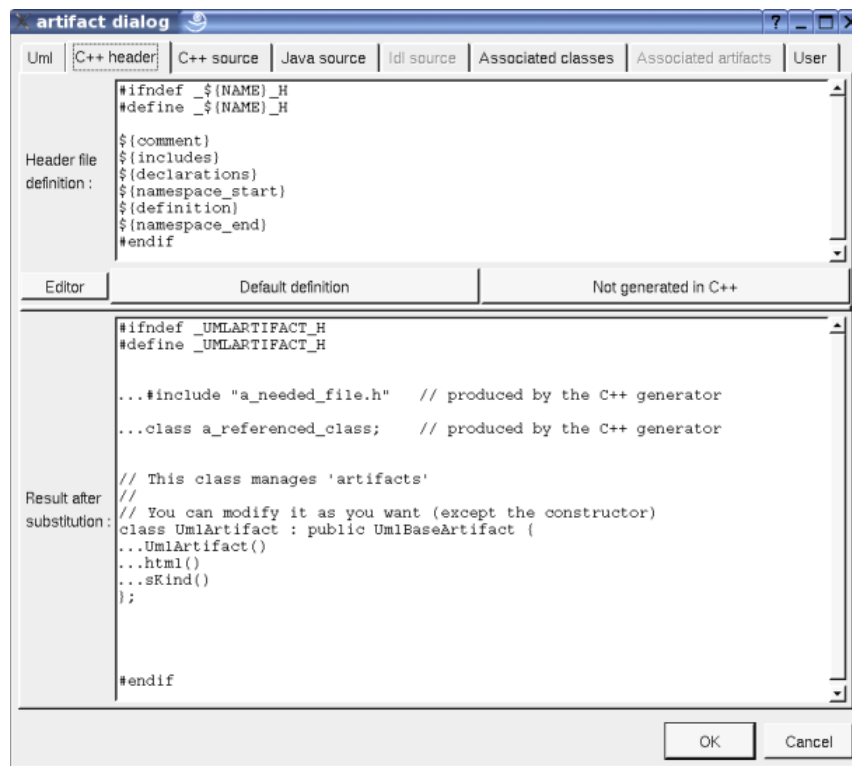 artifact dialog
Uml C++ header C++ source Java source Idl source Associated classes Associated artifacts User
Header file
definition :
#ifndef _${NAME}_H
#define _${NAME}_H
${comment}
${includes}
${declarations}
${namespace_start}
${definition}
${namespace_end}
#endif
Editor Default definition Not generated in C++
Result after
substitution :
#ifndef _UMLARTIFACT_H
#define _UMLARTIFACT_H
...#include "a_needed_file.h" // produced by the C++ generator
...class a_referenced_class; // produced by the C++ generator
// This class manages 'artifacts'
//
// You can modify it as you want (except the constructor)
class UmlArtifact : public UmlBaseArtifact {
...UmlArtifact()
...html()
...sKind()
};
#endif
OK Cancel